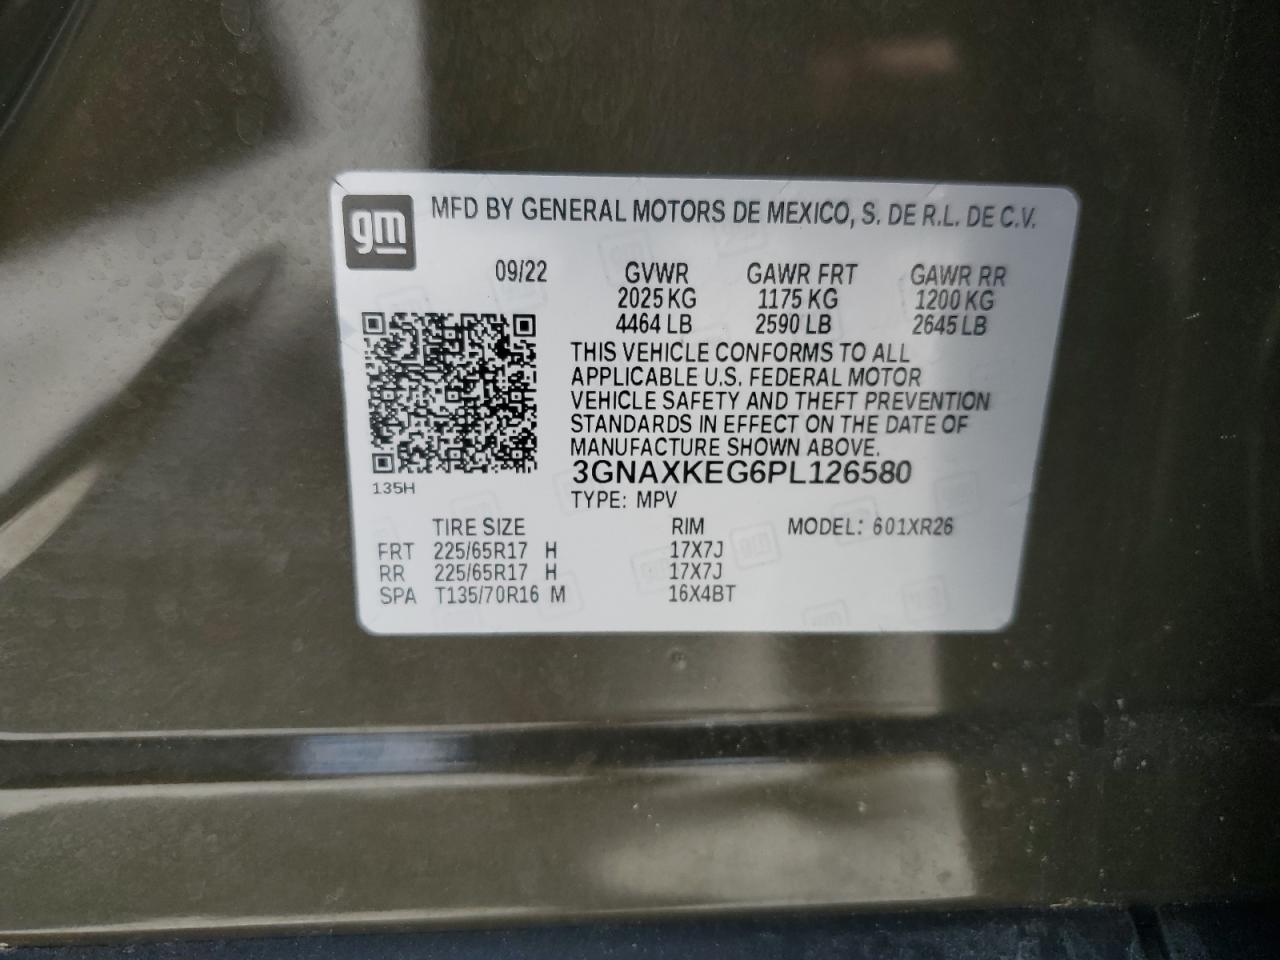 gm
MFD BY GENERAL MOTORS DE MEXICO, S. DE R.L. DE C.V.
09/22 GVWR GAWR FRT GAWR RR
2025 KG 1175 KG 1200 KG
4464 LB 2590 LB 2645 LB
THIS VEHICLE CONFORMS TO ALL
APPLICABLE U.S. FEDERAL MOTOR
VEHICLE SAFETY AND THEFT PREVENTION
STANDARDS IN EFFECT ON THE DATE OF
MANUFACTURE SHOWN ABOVE.
3GNAXKEG6PL126580
135H
TYPE: MPV
TIRE SIZE RIM MODEL: 601XR26
FRT 225/65R17 H 17X7J
RR 225/65R17 H 17X7J
SPA T135/70R16 M 16X4BT